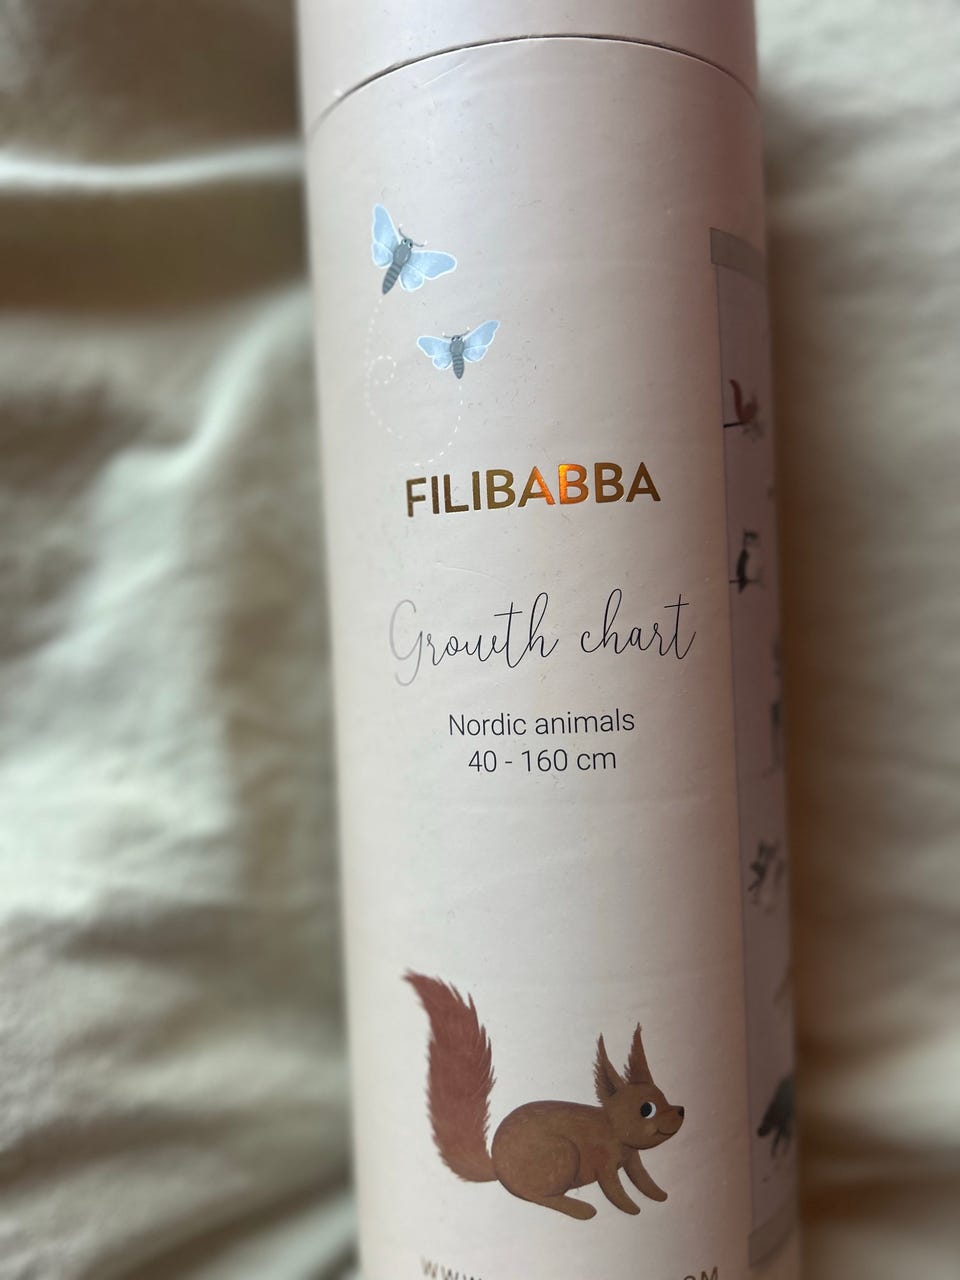 FILIBABBA
Growth chart
Nordic animals
40 - 160 cm